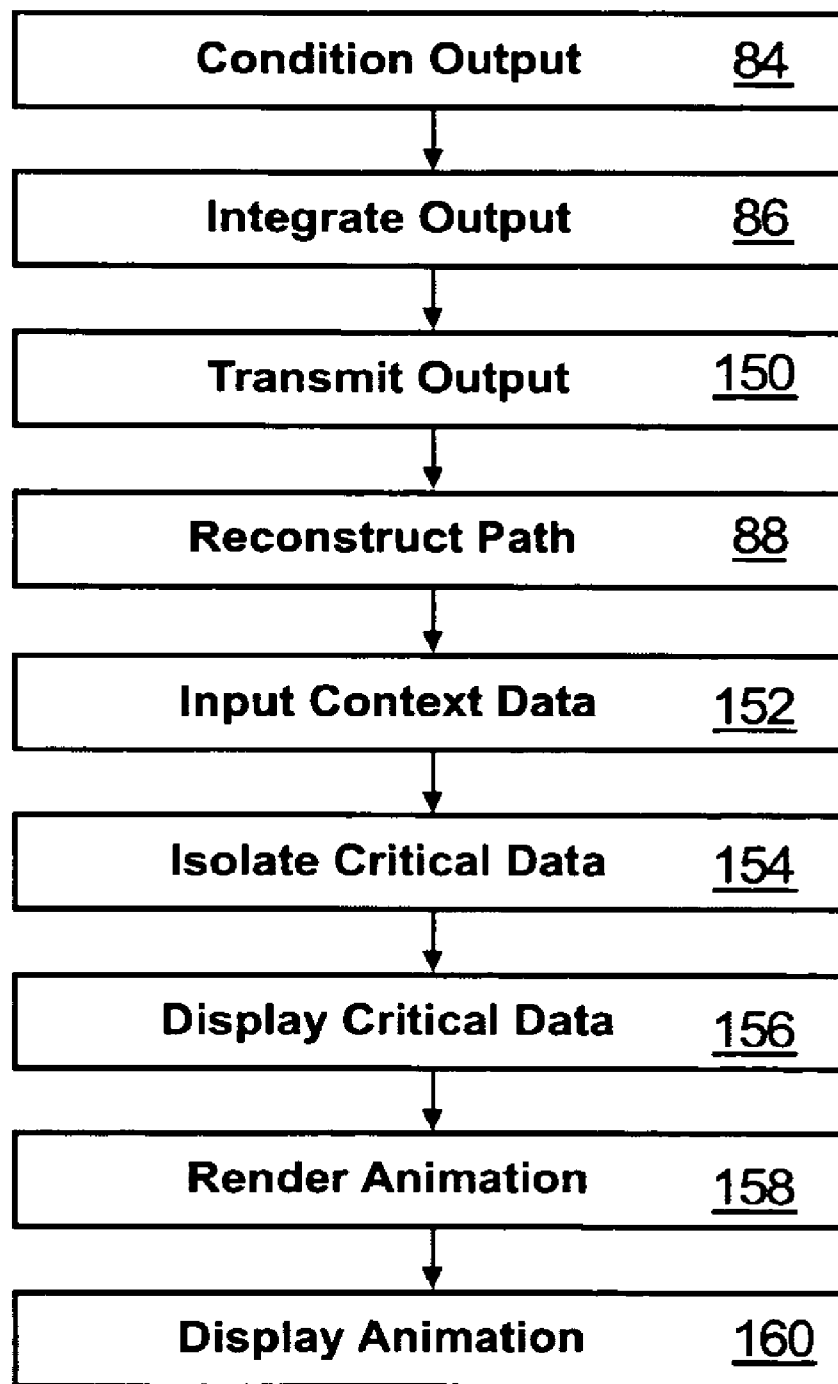 Condition Output 84
Integrate Output 86
Transmit Output 150
Reconstruct Path 88
Input Context Data 152
Isolate Critical Data 154
Display Critical Data 156
Render Animation 158
Display Animation 160